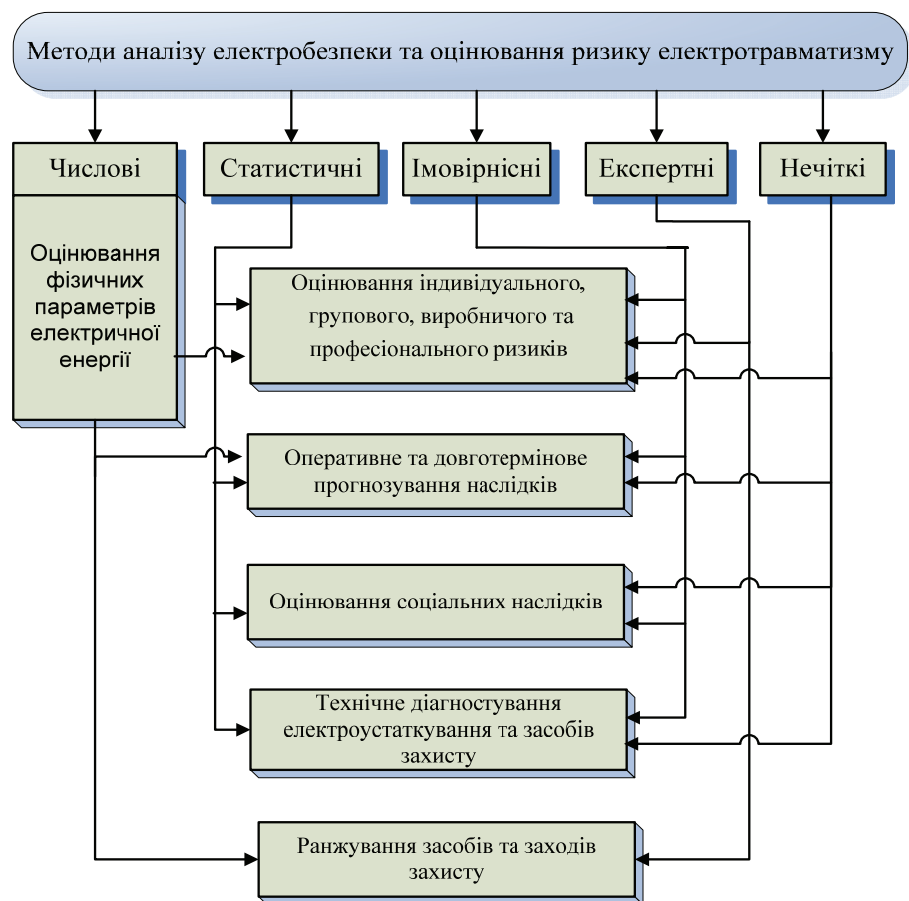 Методи аналізу електробезпеки та оцінювання ризику електротравматизму
Числові
Статистичні
Імовірнісні
Експертні
Нечіткі
Оцінювання
фізичних
параметрів
електричної
енергії
Оцінювання індивідуального,
групового, виробничого та
професіонального ризиків
Оперативне та довготермінове
прогнозування наслідків
Оцінювання соціальних наслідків
Технічне діагностування
електроустаткування та засобів
захисту
Ранжування засобів та заходів
захисту